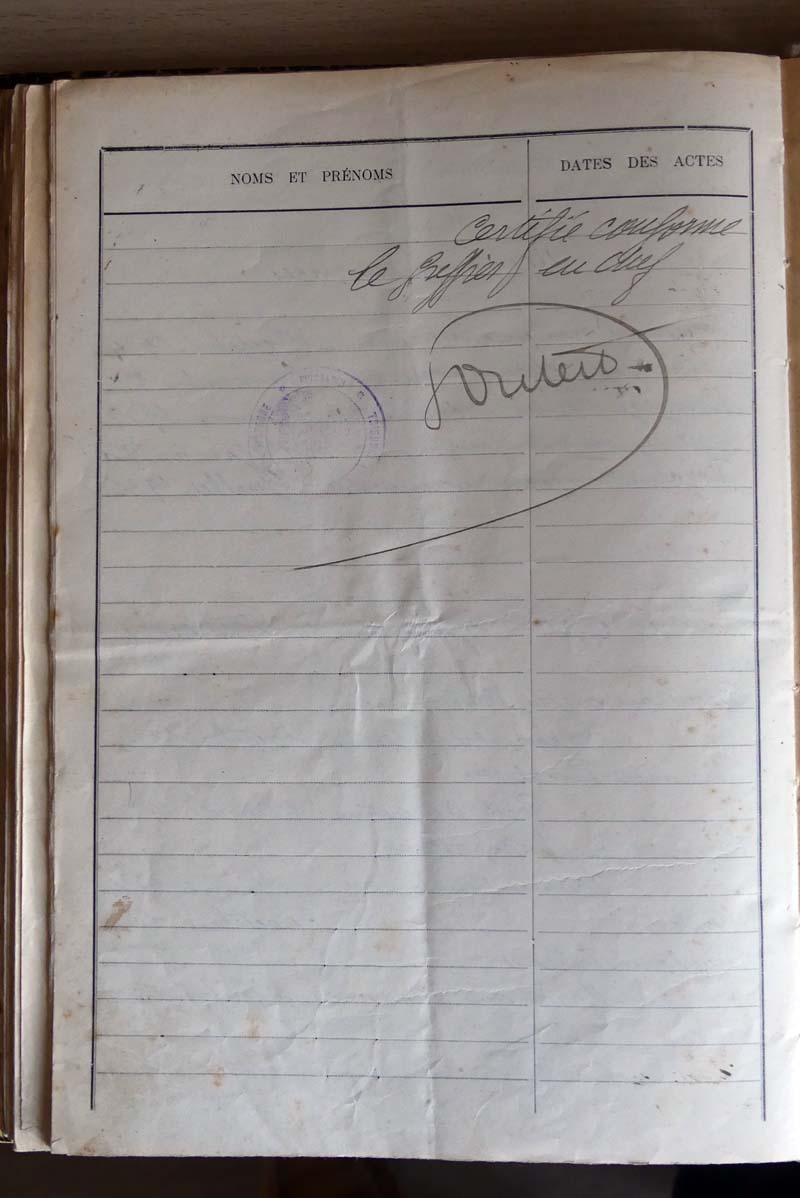 NOMS ET PRÉNOMS
DATES DES ACTES
Certifié conforme
le Greffier en chef